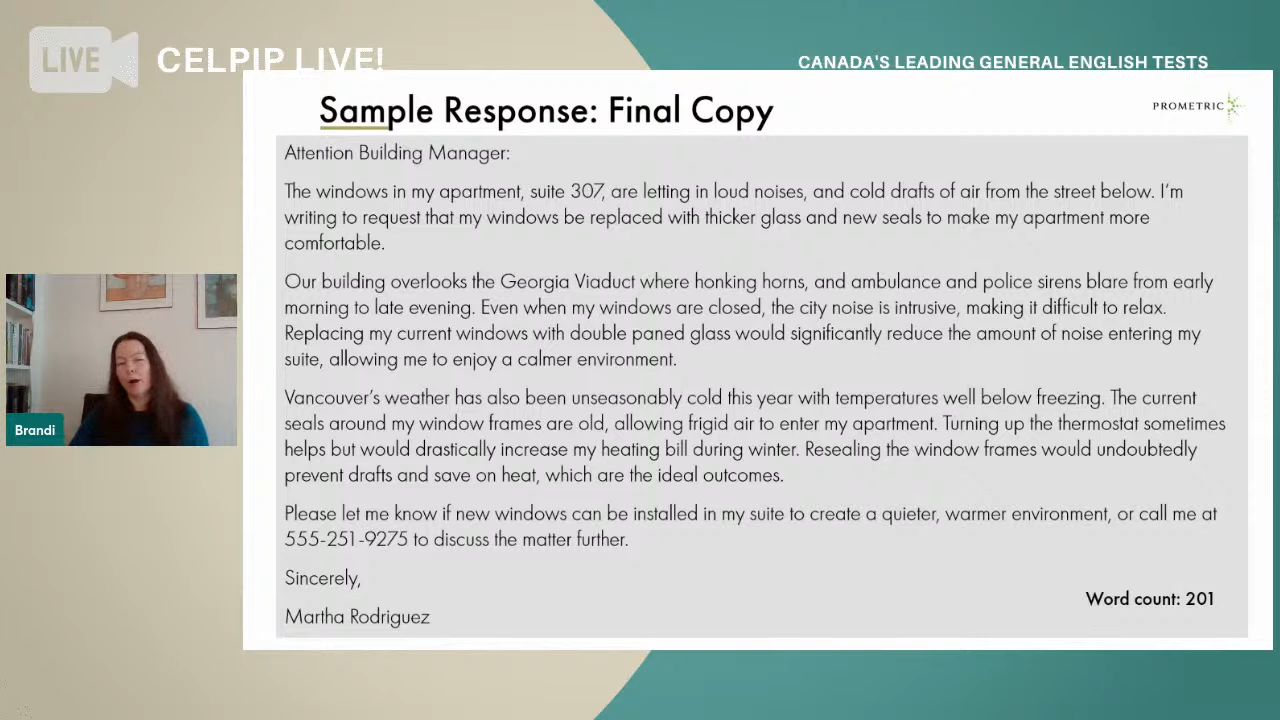 LIVE
CELPIP LIVE!
CANADA'S LEADING GENERAL ENGLISH TESTS
Sample Response: Final Copy
PROMETRIC
Attention Building Manager:
The windows in my apartment, suite 307, are letting in loud noises, and cold drafts of air from the street below. I'm
writing to request that my windows be replaced with thicker glass and new seals to make my apartment more
comfortable.
Our building overlooks the Georgia Viaduct where honking horns, and ambulance and police sirens blare from early
morning to late evening. Even when my windows are closed, the city noise is intrusive, making it difficult to relax.
Replacing my current windows with double paned glass would significantly reduce the amount of noise entering my
suite, allowing me to enjoy a calmer environment.
Vancouver's weather has also been unseasonably cold this year with temperatures well below freezing. The current
seals around my window frames are old, allowing frigid air to enter my apartment. Turning up the thermostat sometimes
helps but would drastically increase my heating bill during winter. Resealing the window frames would undoubtedly
prevent drafts and save on heat, which are the ideal outcomes.
Please let me know if new windows can be installed in my suite to create a quieter, warmer environment, or call me at
555-251-9275 to discuss the matter further.
Sincerely,
Martha Rodriguez
Word count: 201
Brandi